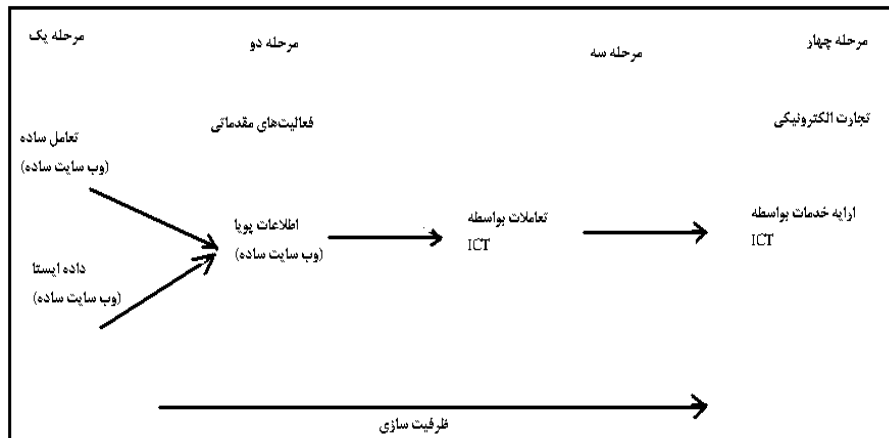 مرحله یک
مرحله دو
مرحله سه
مرحله چهار
فعالیت‌های مقدماتی
تجارت الکترونیکی
تعامل ساده
(وب سایت ساده)
داده ایستا
(وب سایت ساده)
اطلاعات پویا
(وب سایت ساده)
تعاملات بواسطه
ICT
ارایه خدمات بواسطه
ICT
ظرفیت سازی